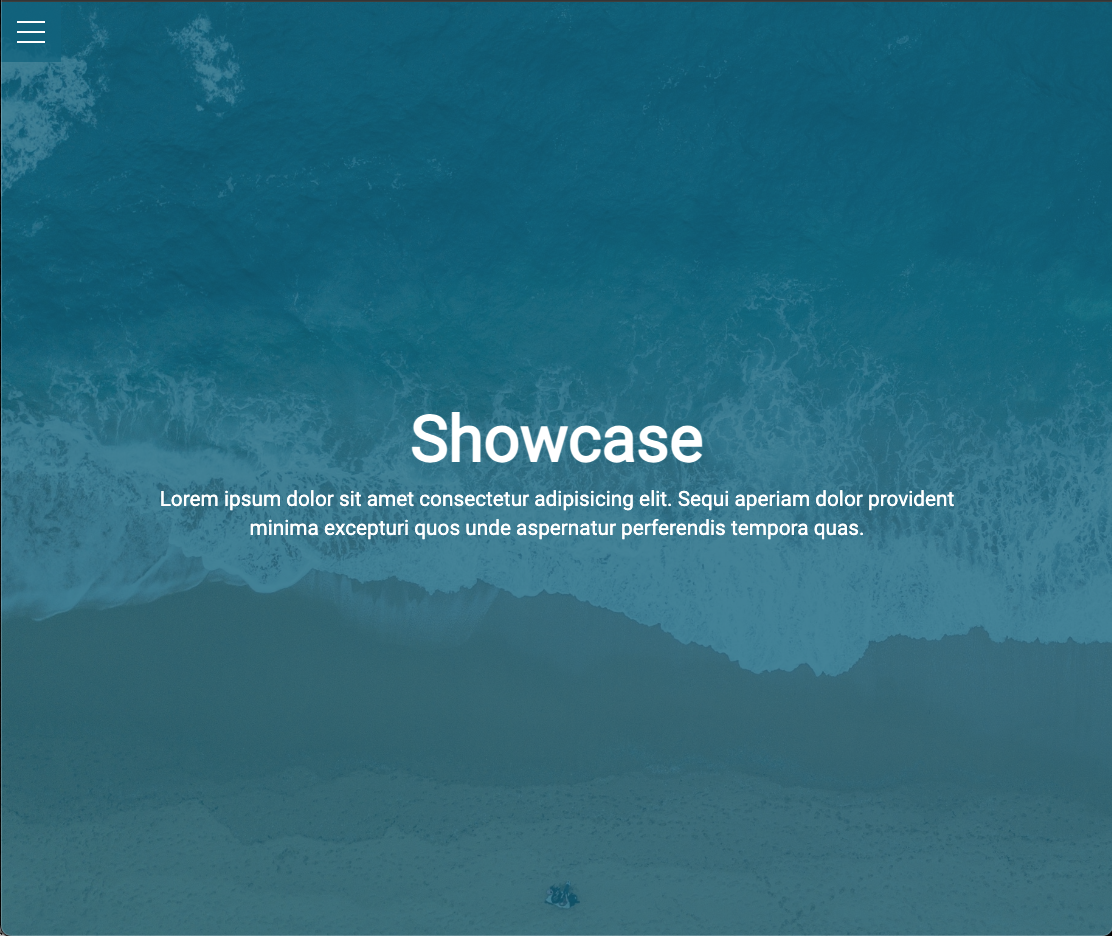 Showcase
Lorem ipsum dolor sit amet consectetur adipisicing elit. Sequi aperiam dolor provident
minima excepturi quos unde aspernatur perferendis tempora quas.